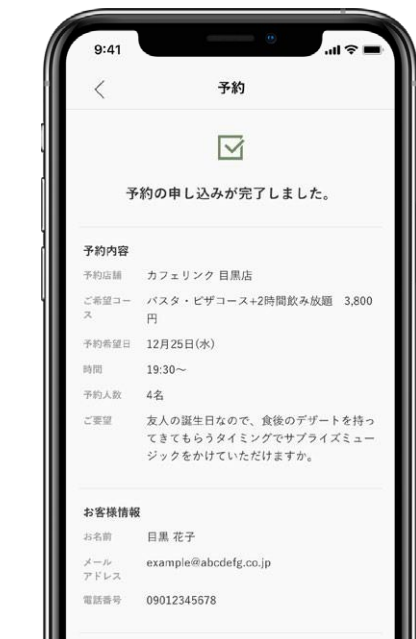 9:41
予約
予約の申し込みが完了しました。
予約内容
予約店舗 カフェリンク 目黒店
ご希望コー パスタ・ピザコース+2時間飲み放題 3,800
ス 円
予約希望日 12月25日(水)
時間 19:30〜
予約人数 4名
ご要望 友人の誕生日なので、食後のデザートを持っ
てきてもらうタイミングでサプライズミュー
ジックをかけていただけますか。
お客様情報
お名前 目黒 花子
メール example@abcdefg.co.jp
アドレス
電話番号 09012345678